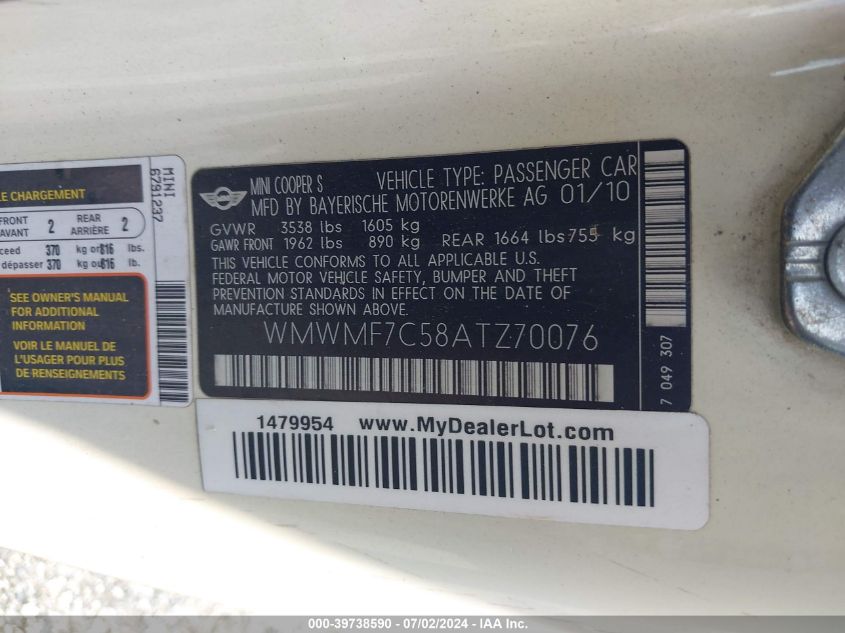 LE CHARGEMENT
FRONT 2 REAR 2
AVANT ARRIÈRE
370 kg or 816 lbs.
dépasser 370 kg ou 816 lb.
SEE OWNER'S MANUAL
FOR ADDITIONAL
INFORMATION
VOIR LE MANUEL DE
L'USAGER POUR PLUS
DE RENSEIGNEMENTS
MINI
6791237
MINI COOPER S VEHICLE TYPE: PASSENGER CAR
MFD BY BAYERISCHE MOTORENWERKE AG 01/10
GVWR 3538 lbs 1605 kg
GAWR FRONT 1962 lbs 890 kg REAR 1664 lbs 755 kg
THIS VEHICLE CONFORMS TO ALL APPLICABLE U.S.
FEDERAL MOTOR VEHICLE SAFETY, BUMPER AND THEFT
PREVENTION STANDARDS IN EFFECT ON THE DATE OF
MANUFACTURE SHOWN ABOVE.
WMWMF7C58ATZ70076
7 049 307
1479954 www.MyDealerLot.com
000-39738590 - 07/02/2024 - IAA Inc.